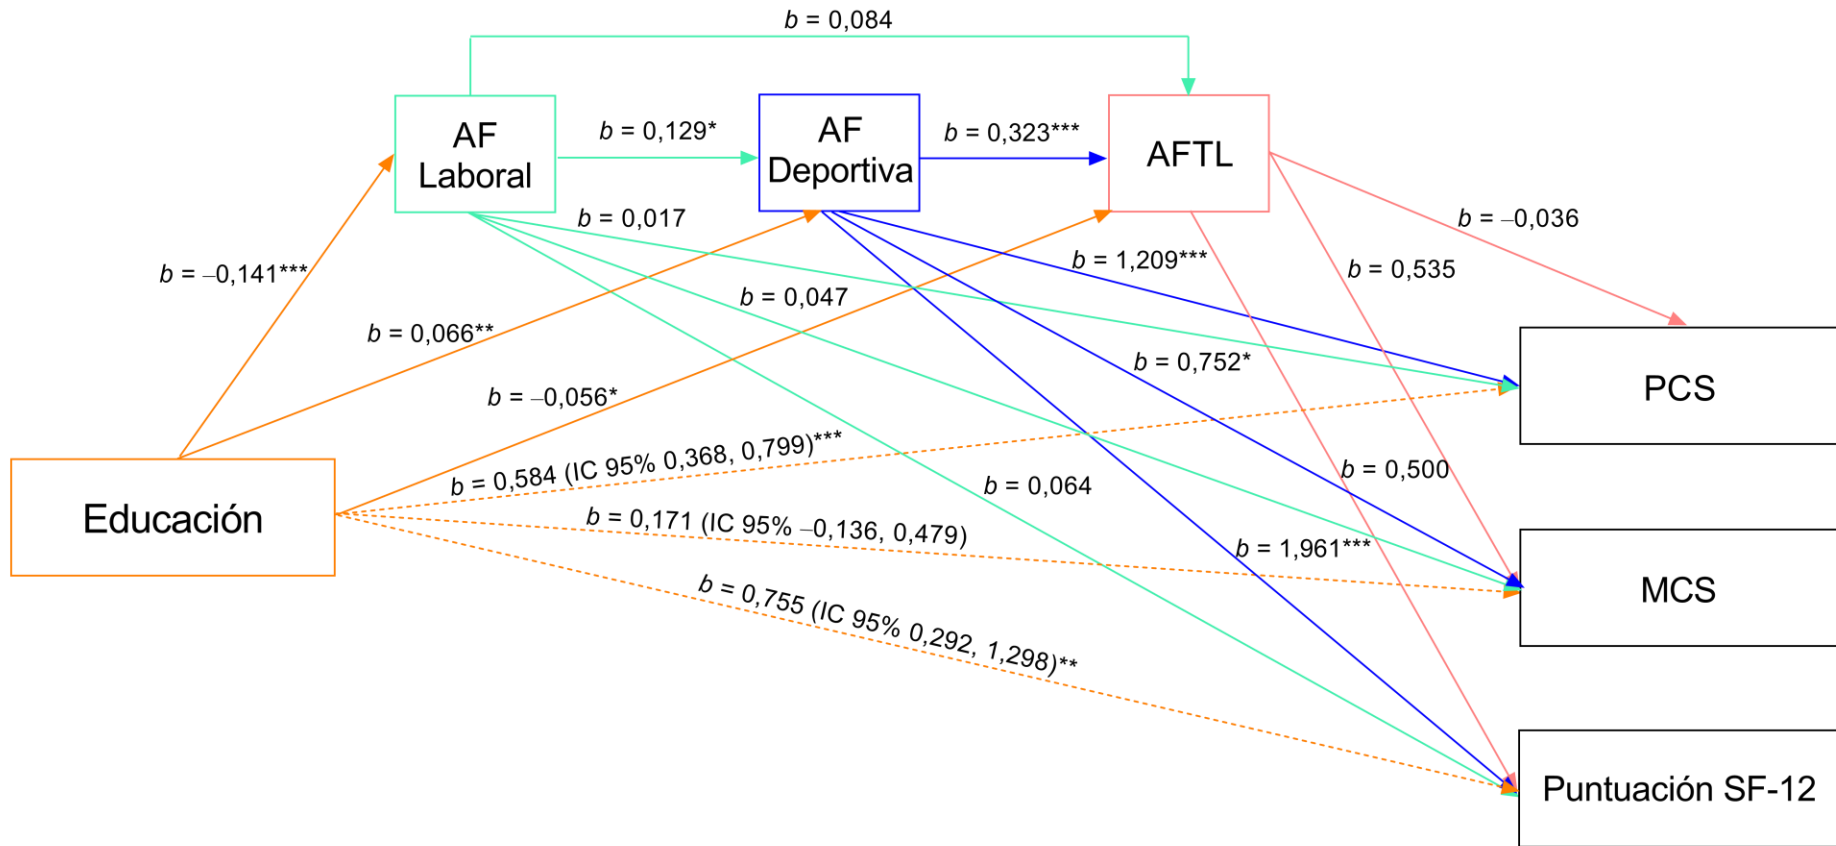 b = 0,084
AF
Laboral
b = 0,129*
AF
Deportiva
b = 0,323***
AFTL
b = 0,017
b = –0,036
b = –0,141***
b = 1,209***
b = 0,535
b = 0,047
b = 0,066**
b = 0,752*
PCS
b = –0,056*
b = 0,584 (IC 95% 0,368, 0,799)***
b = 0,500
b = 0,064
Educación
b = 0,171 (IC 95% –0,136, 0,479)
b = 1,961***
MCS
b = 0,755 (IC 95% 0,292, 1,298)**
Puntuación SF-12